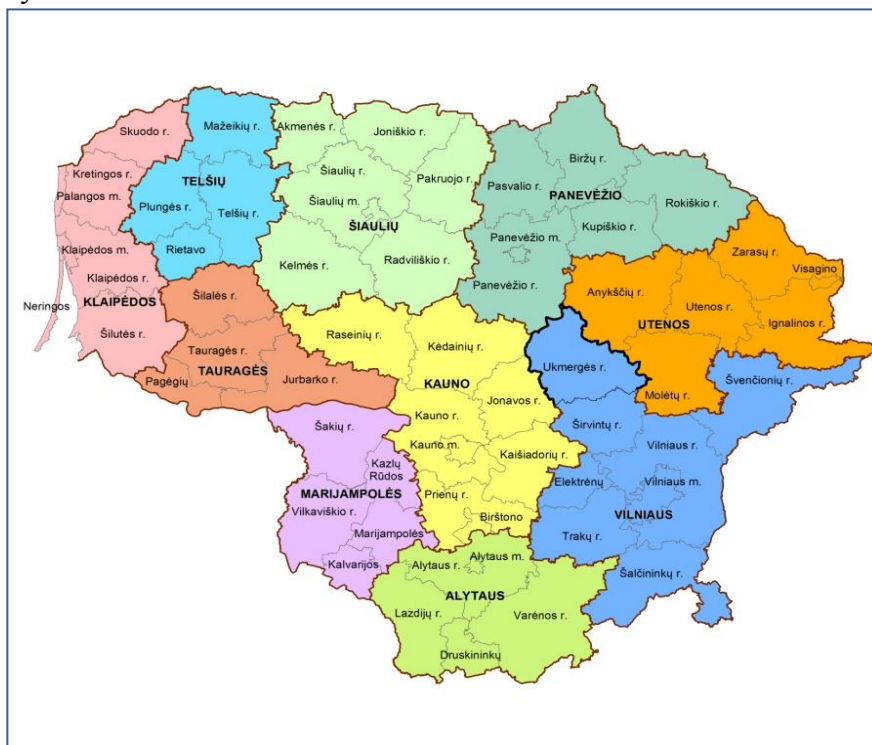 Skuodo r.
Mažeikių r.
Akmenės r.
Joniškio r.
Kretingos r.
TELŠIŲ
Šiaulių r.
Pakruojo r.
Pasvalio r.
Biržų r.
Palangos m.
Plungės r.
Telšių r.
Šiaulių m.
PANEVĖŽIO
Rokiškio r.
ŠIAULIŲ
Kupiškio r.
Klaipėdos m.
Rietavo
Panevėžio m.
Zarasų r.
Kelmės r.
Radviliškio r.
Visagino
Klaipėdos r.
Panevėžio r.
Anykščių r.
KLAIPĖDOS
Neringos
Šilalės r.
Utenos r.
UTENOS
Ignalinos r.
Šilutės r.
Raseinių r.
Kėdainių r.
Tauragės r.
Ukmergės r.
TAURAGĖS
Pagėgių
Jurbarko r.
KAUNO
Švenčionių r.
Molėtų r.
Jonavos r.
Šakių r.
Kauno r.
Širvintų r.
Kauno m.
Vilniaus r.
Kaišiadorių r.
Kazlų
Rūdos
Elektrėnų
Vilniaus m.
MARIJAMPOLĖS
Prienų r.
Vilkaviškio r.
Birštono
VILNIAUS
Marijampolės
Trakų r.
Alytaus m.
Kalvarijos
Alytaus r.
Šalčininkų r.
ALYTAUS
Lazdijų r.
Varėnos r.
Druskininkų